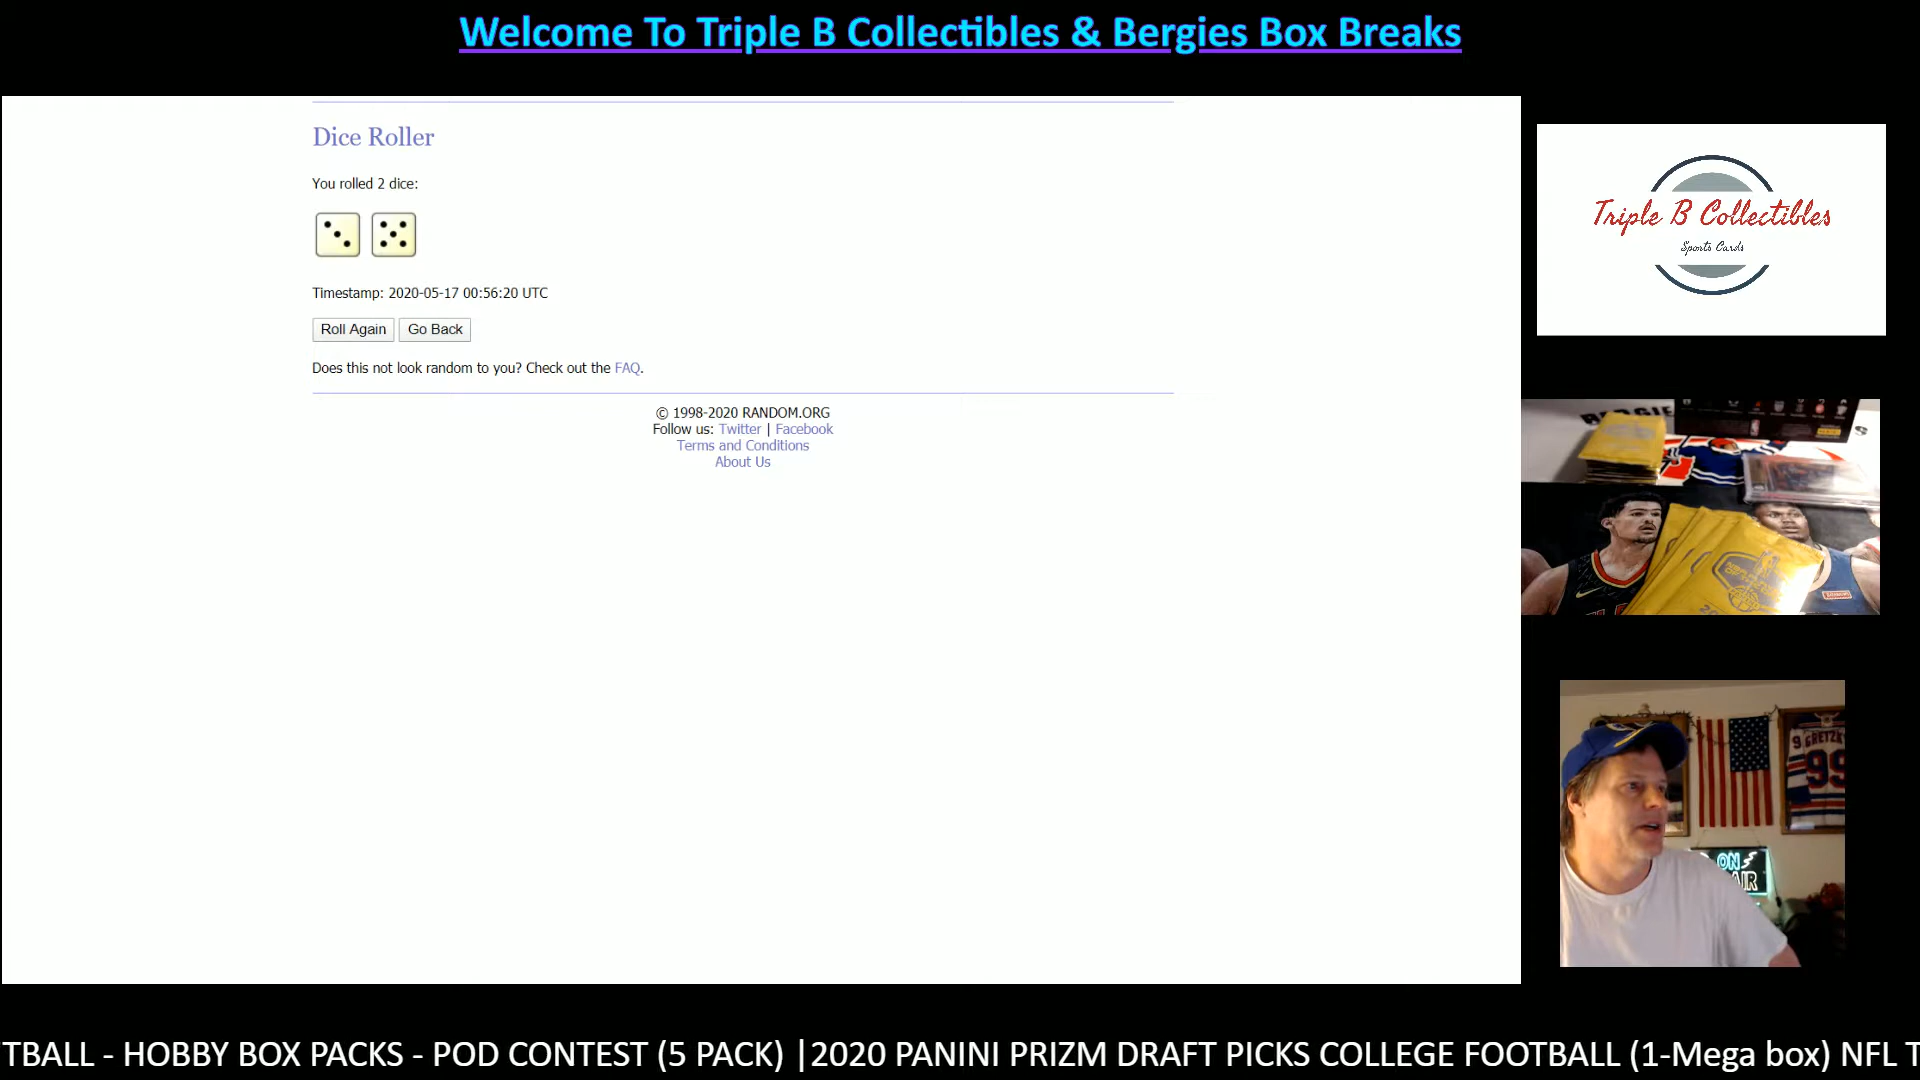 Welcome To Triple B Collectibles & Bergies Box Breaks
Dice Roller
You rolled 2 dice:
Timestamp: 2020-05-17 00:56:20 UTC
Roll Again Go Back
Does this not look random to you? Check out the FAQ.
© 1998-2020 RANDOM.ORG
Follow us: Twitter | Facebook
Terms and Conditions
About Us
Triple B Collectibles
Sports Cards
9 GRETZK
99
ON
AIR
TBALL - HOBBY BOX PACKS - POD CONTEST (5 PACK) |2020 PANINI PRIZM DRAFT PICKS COLLEGE FOOTBALL (1-Mega box) NFL T